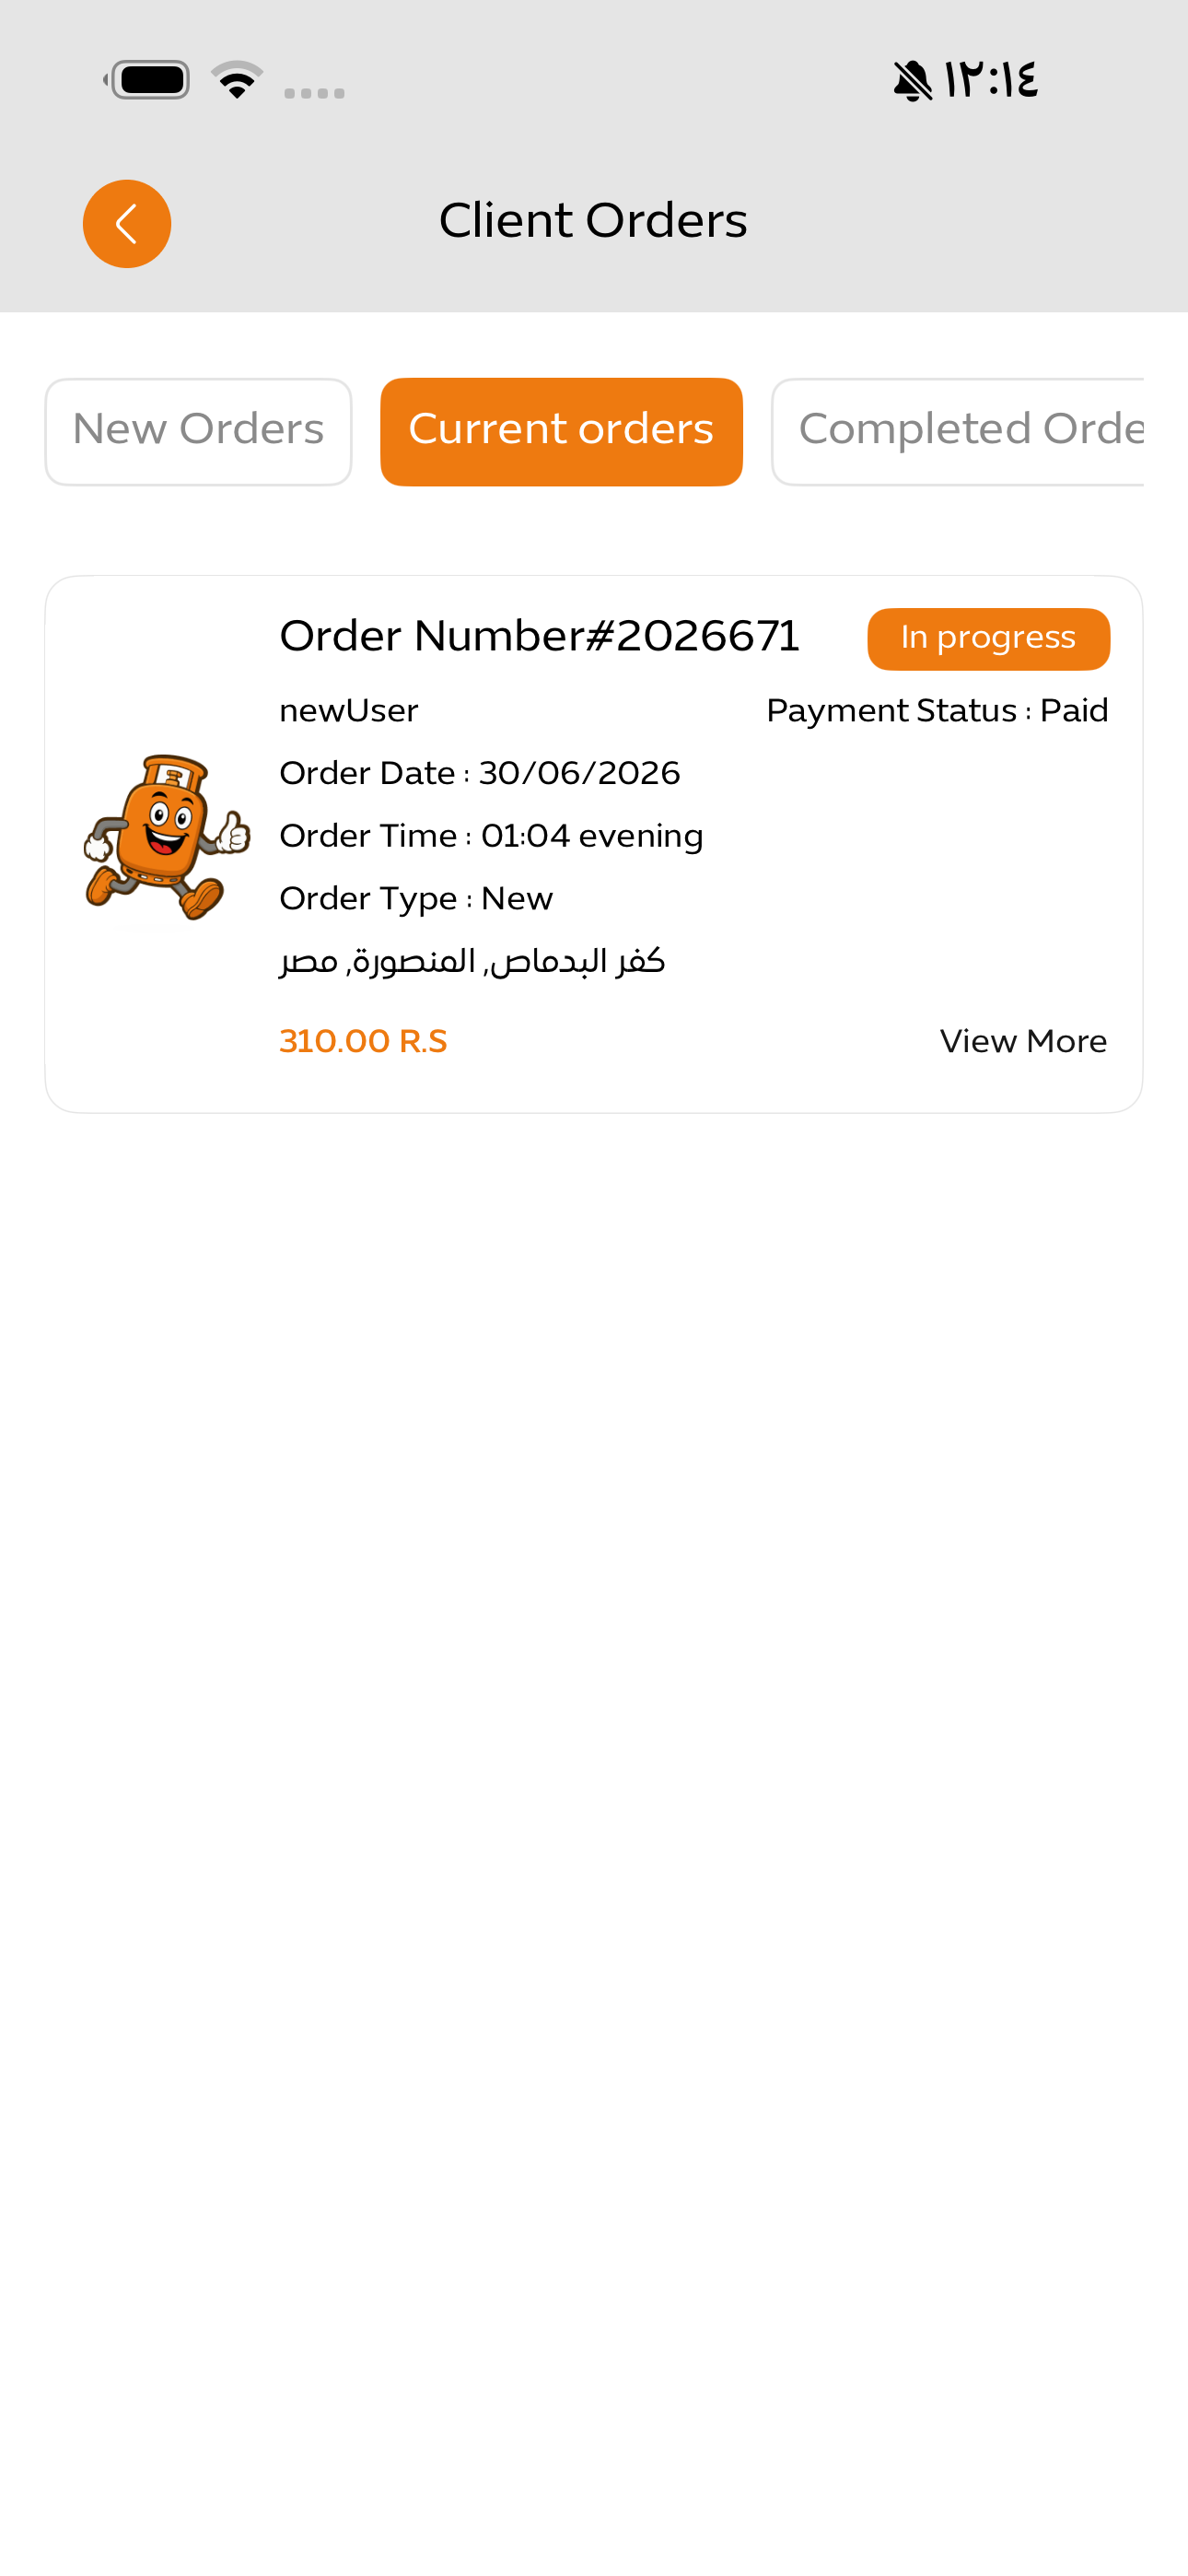 ١٢:١٤
Client Orders
New Orders
Current orders
Completed Orde
Order Number#2026671
In progress
newUser
Payment Status : Paid
Order Date : 30/06/2026
Order Time : 01:04 evening
Order Type : New
كفر البدماص, المنصورة, مصر
310.00 R.S
View More